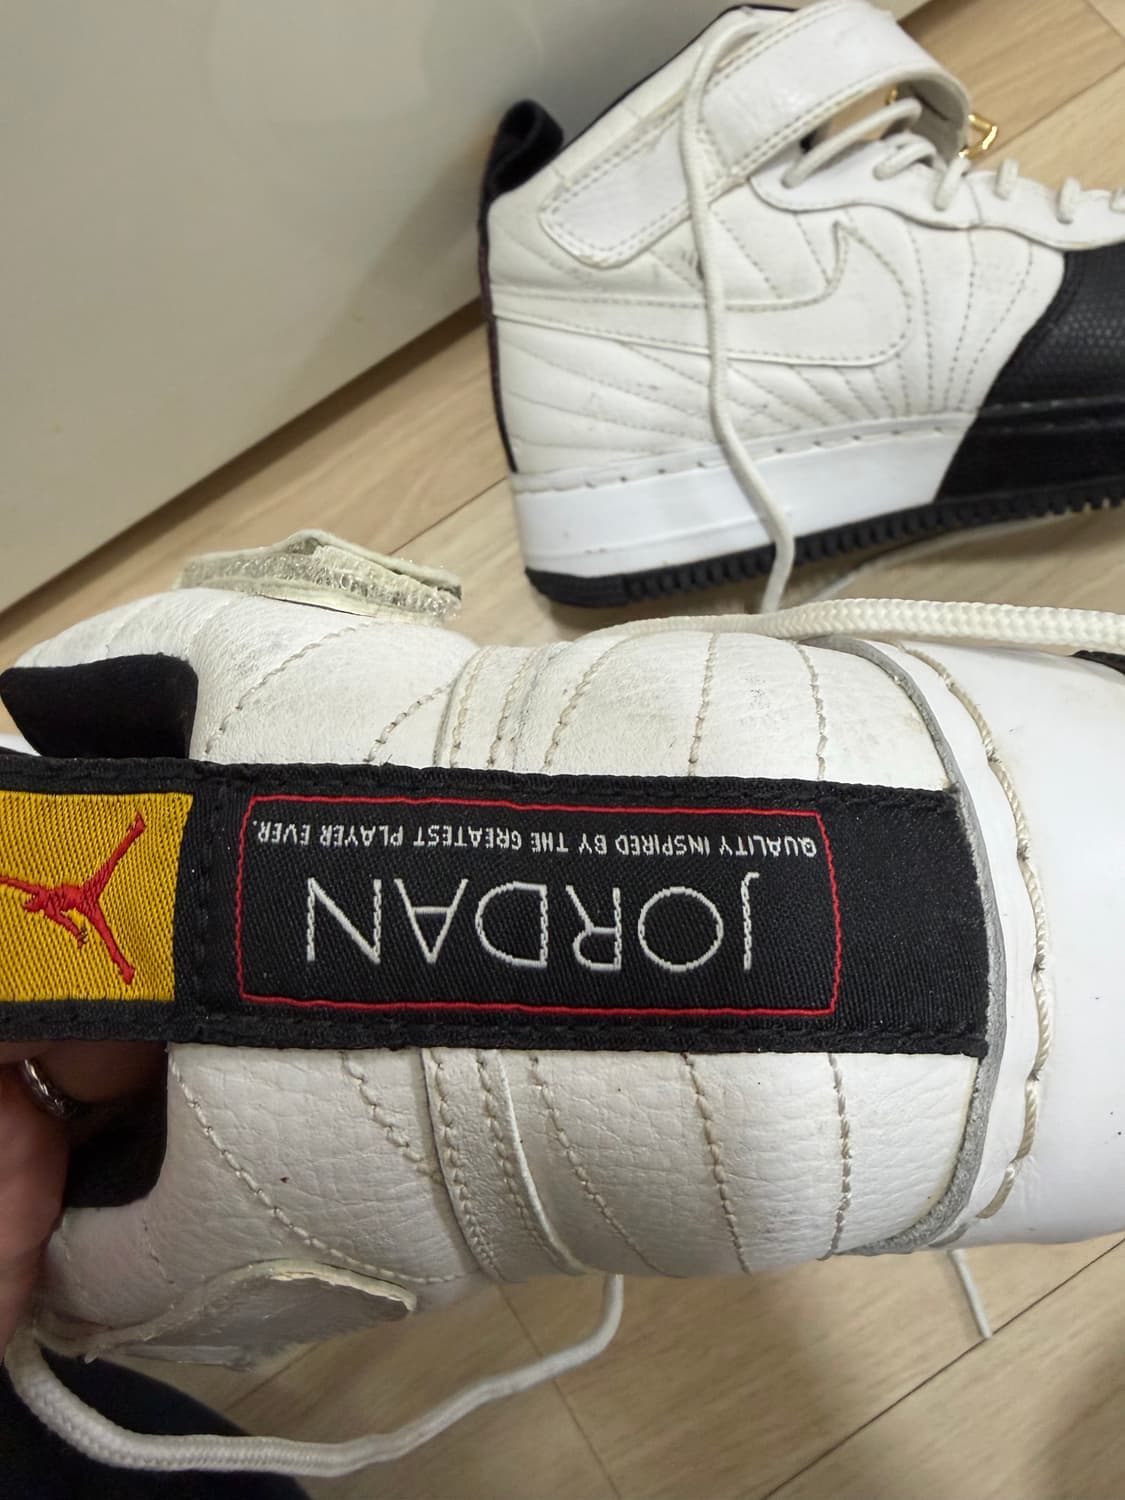 JORDAN
QUALITY INSPIRED BY THE GREATEST PLAYER EVER.